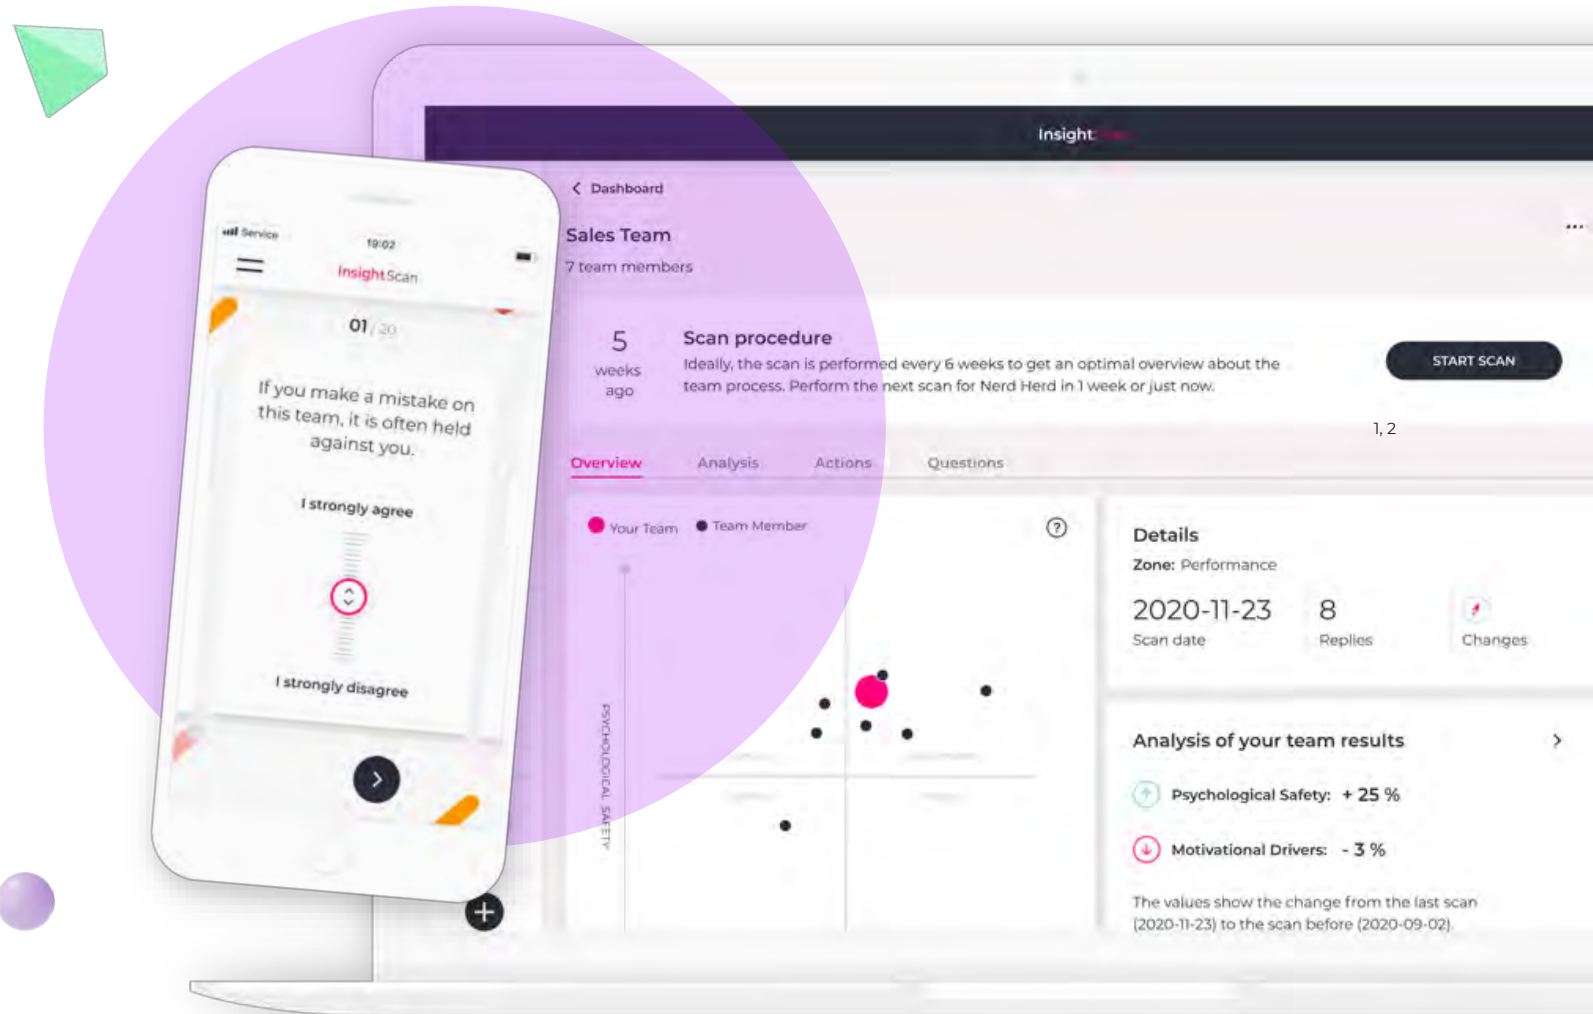 Service
19:02
InsightScan
01 / 20
If you make a mistake on
this team, it is often held
against you.
I strongly agree
I strongly disagree
Insight
Dashboard
Sales Team
7 team members
5
weeks
ago
Scan procedure
Ideally, the scan is performed every 6 weeks to get an optimal overview about the
team process. Perform the next scan for Nerd Herd in 1 week or just now.
START SCAN
1, 2
Overview Analysis Actions Questions
Your Team Team Member
?
PSYCHOLOGICAL SAFETY
Details
Zone: Performance
2020-11-23 8
Scan date Replies Changes
Analysis of your team results
Psychological Safety: + 25 %
Motivational Drivers: - 3 %
The values show the change from the last scan
(2020-11-23) to the scan before (2020-09-02).